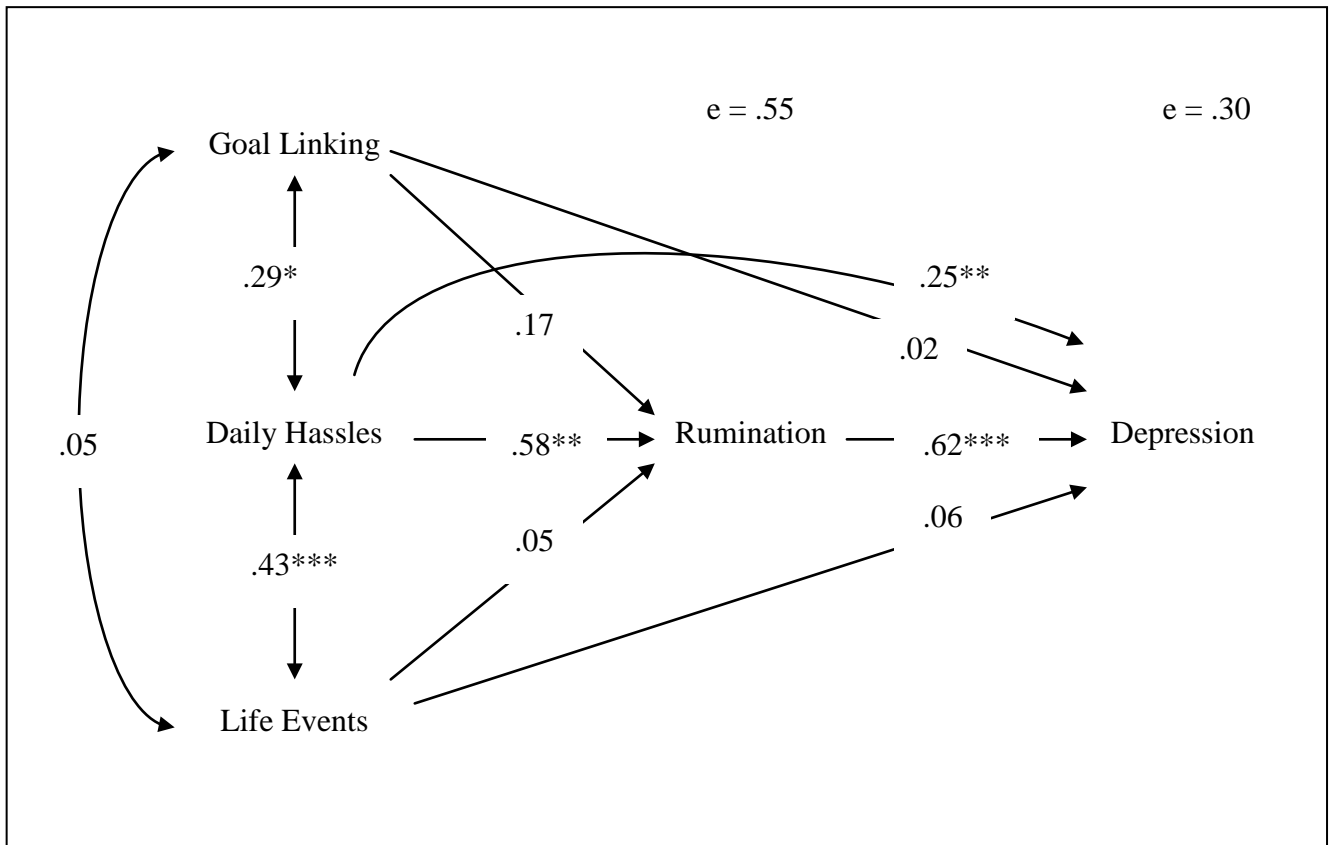 e = .55
e = .30
Goal Linking
.29*
.25**
.17
.02
.05
Daily Hassles
.58**
Rumination
.62***
Depression
.06
.05
.43***
Life Events